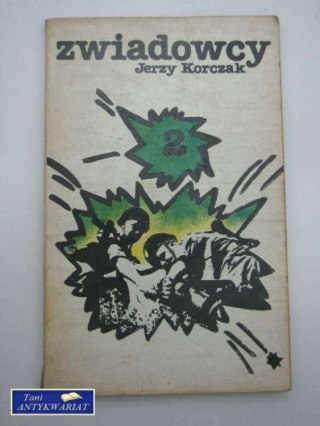 zwiadowcy
Jerzy Korczak
2
Tani
ANTYKWARIAT